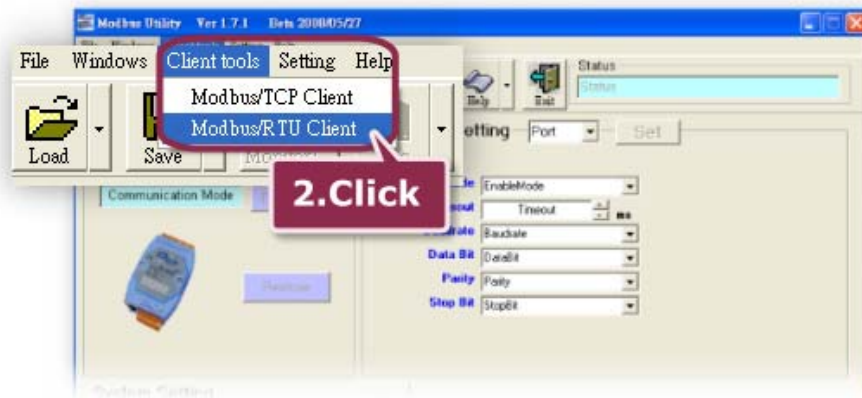 Modbus Utility Ver 1.7.1 Beta 2008/05/27
File Windows Client tools Setting Help
Modbus/TCP Client
Modbus/RTU Client
Load Save Monitor
2.Click
Help Exit
Status
Status
etting Port Set
Communication Mode
EnableMode
Timeout ms
Baudrate
Data Bit DataBit
Parity Parity
Stop Bit StopBit
System Setting